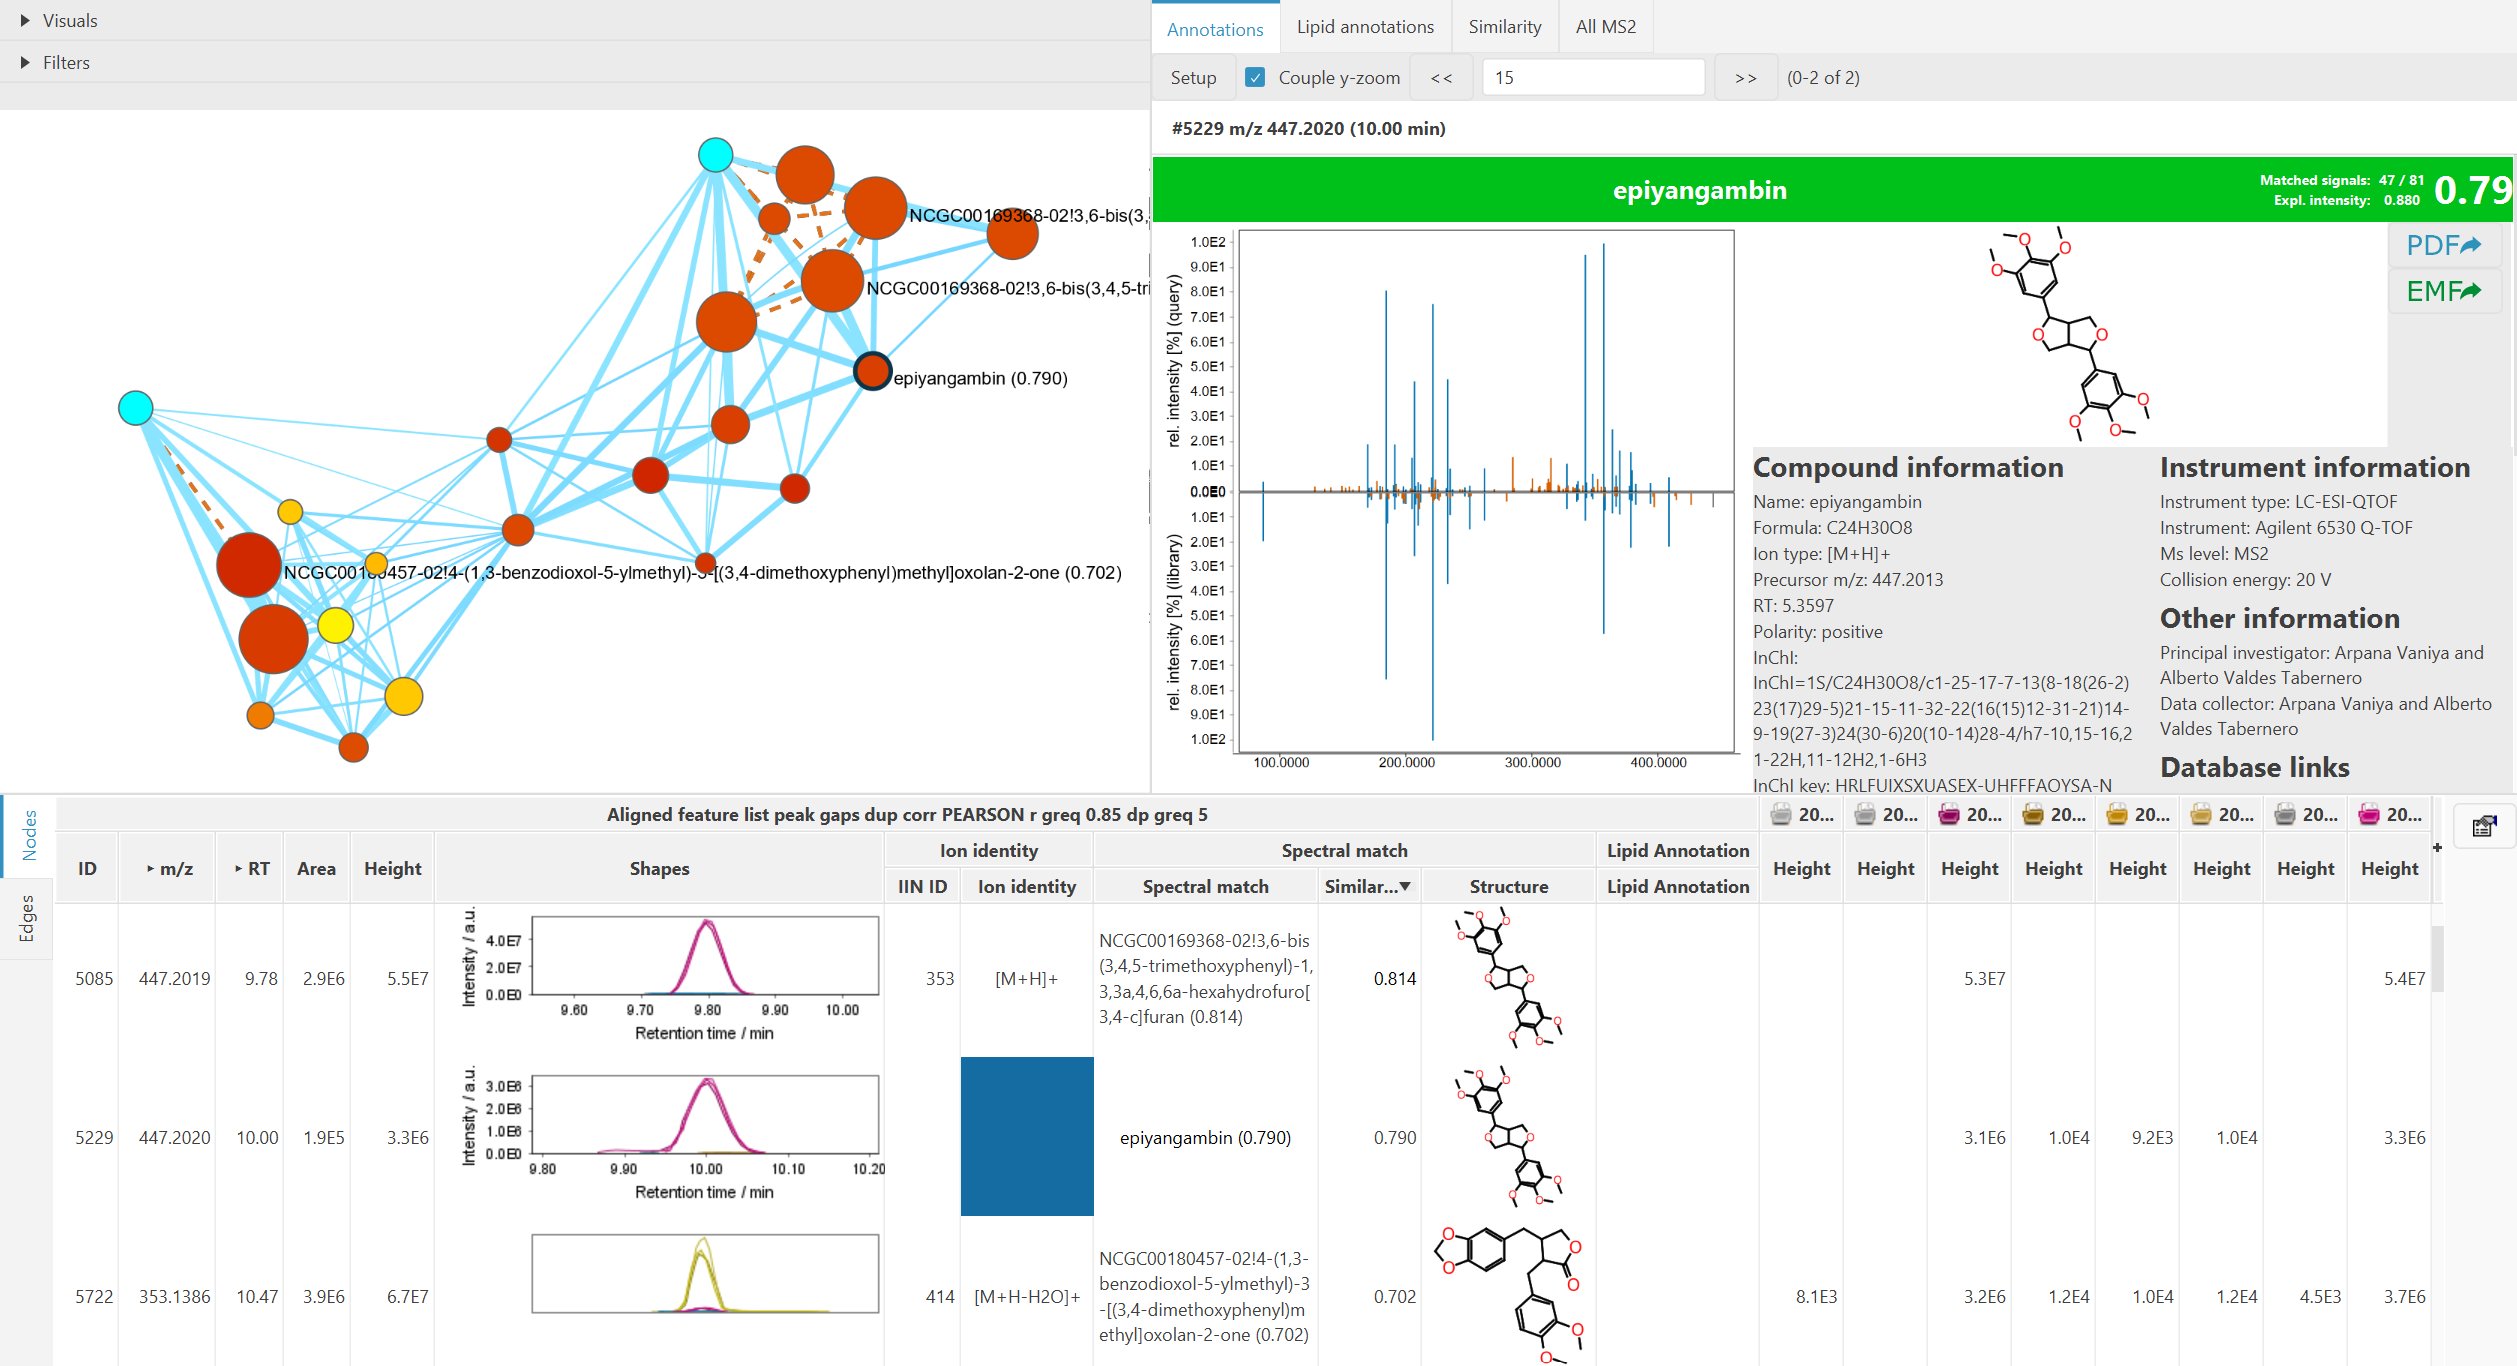 Visuals
Filters
NCGC00169368-02!3,6-bis(3,
NCGC00169368-02!3,6-bis(3,4,5-tri
epiyangambin (0.790)
NCGC00180457-02!4-(1,3-benzodioxol-5-ylmethyl)-3-[(3,4-dimethoxyphenyl)methyl]oxolan-2-one (0.702)
Annotations Lipid annotations Similarity All MS2
Setup Couple y-zoom << 15 >> (0-2 of 2)
#5229 m/z 447.2020 (10.00 min)
epiyangambin
Matched signals: 47 / 81
Expl. intensity: 0.880
0.79
PDF
EMF
rel. intensity [%] (query)
rel. intensity [%] (library)
1.0E2
9.0E1
8.0E1
7.0E1
6.0E1
5.0E1
4.0E1
3.0E1
2.0E1
1.0E1
0.0E0
1.0E1
2.0E1
3.0E1
4.0E1
5.0E1
6.0E1
7.0E1
8.0E1
9.0E1
1.0E2
100.0000 200.0000 300.0000 400.0000
Compound information
Name: epiyangambin
Formula: C24H30O8
Ion type: [M+H]+
Precursor m/z: 447.2013
RT: 5.3597
Polarity: positive
InChI:
InChI=1S/C24H30O8/c1-25-17-7-13(8-18(26-2)
23(17)29-5)21-15-11-32-22(16(15)12-31-21)14-
9-19(27-3)24(30-6)20(10-14)28-4/h7-10,15-16,2
1-22H,11-12H2,1-6H3
InChI key: HRLFUIXSXUASEX-UHFFFAOYSA-N
Instrument information
Instrument type: LC-ESI-QTOF
Instrument: Agilent 6530 Q-TOF
Ms level: MS2
Collision energy: 20 V
Other information
Principal investigator: Arpana Vaniya and
Alberto Valdes Tabernero
Data collector: Arpana Vaniya and Alberto
Valdes Tabernero
Database links
Nodes
Edges
Aligned feature list peak gaps dup corr PEARSON r greq 0.85 dp greq 5
20... 20... 20... 20... 20... 20... 20... 20...
ID m/z RT Area Height Shapes
Ion identity
IIN ID Ion identity
Spectral match
Spectral match Similar... Structure
Lipid Annotation
Lipid Annotation
Height Height Height Height Height Height Height Height
+
5085 447.2019 9.78 2.9E6 5.5E7
Intensity / a.u.
4.0E7
2.0E7
0.0E0
9.60 9.70 9.80 9.90 10.00
Retention time / min
353 [M+H]+
NCGC00169368-02!3,6-bis
(3,4,5-trimethoxyphenyl)-1,
3,3a,4,6,6a-hexahydrofuro[
3,4-c]furan (0.814)
0.814
5.3E7 5.4E7
5229 447.2020 10.00 1.9E5 3.3E6
Intensity / a.u.
3.0E6
2.0E6
1.0E6
0.0E0
9.80 9.90 10.00 10.10 10.20
Retention time / min
epiyangambin (0.790)
0.790
3.1E6 1.0E4 9.2E3 1.0E4 3.3E6
5722 353.1386 10.47 3.9E6 6.7E7
414 [M+H-H2O]+
NCGC00180457-02!4-(1,3-
benzodioxol-5-ylmethyl)-3
-[(3,4-dimethoxyphenyl)m
ethyl]oxolan-2-one (0.702)
0.702
8.1E3 3.2E6 1.2E4 1.0E4 1.2E4 4.5E3 3.7E6